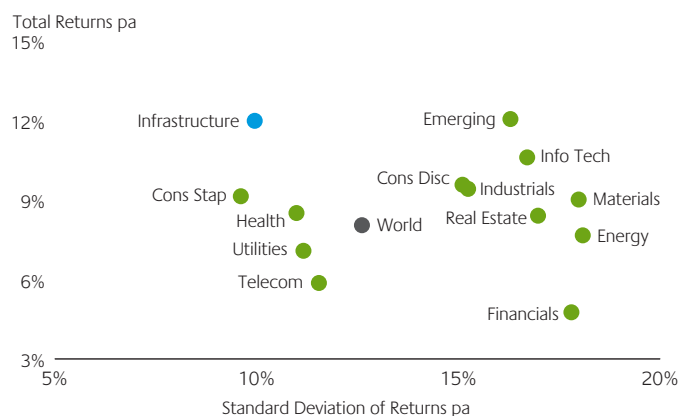 Total Returns pa
15%
12%
Infrastructure
Emerging
Info Tech
9%
Cons Stap
Cons Disc
Industrials
Materials
Health
World
Real Estate
Energy
Utilities
6%
Telecom
Financials
3%
5%
10%
15%
20%
Standard Deviation of Returns pa